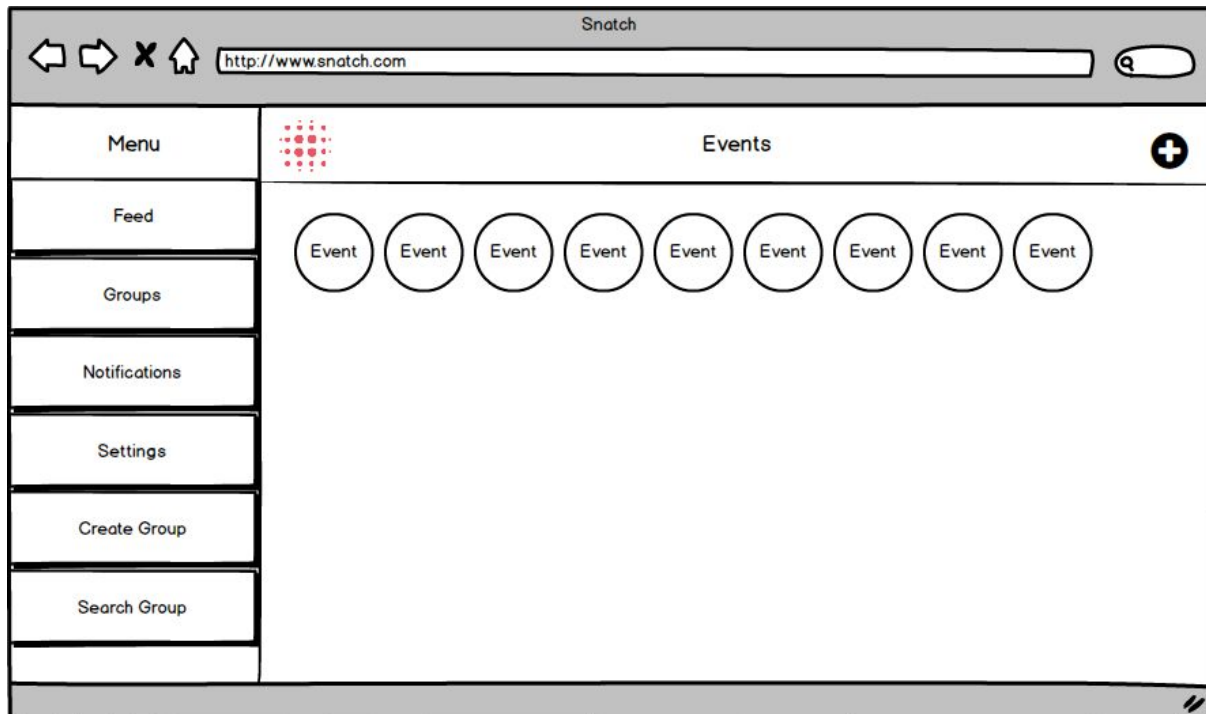 Snatch
http://www.snatch.com
Menu
Events
Feed
Groups
Notifications
Settings
Create Group
Search Group
Event Event Event Event Event Event Event Event Event